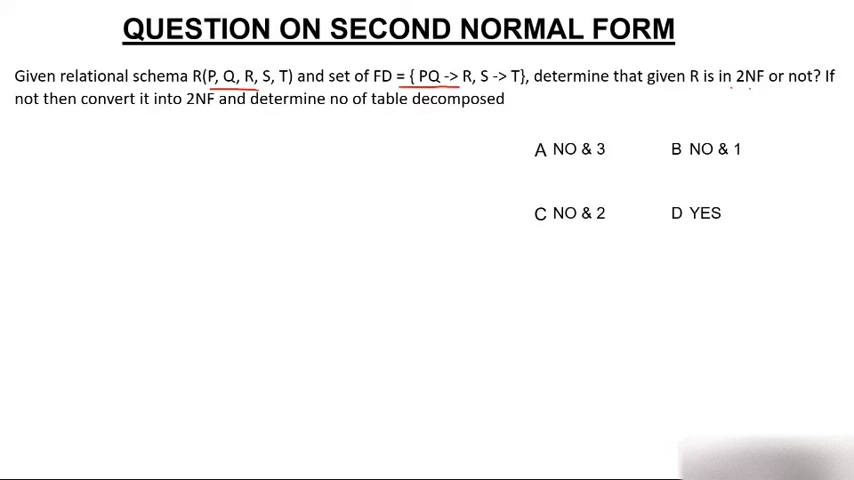 QUESTION ON SECOND NORMAL FORM
Given relational schema R(P, Q, R, S, T) and set of FD = { PQ -> R, S -> T}, determine that given R is in 2NF or not? If
not then convert it into 2NF and determine no of table decomposed
A NO & 3 B NO & 1
C NO & 2 D YES